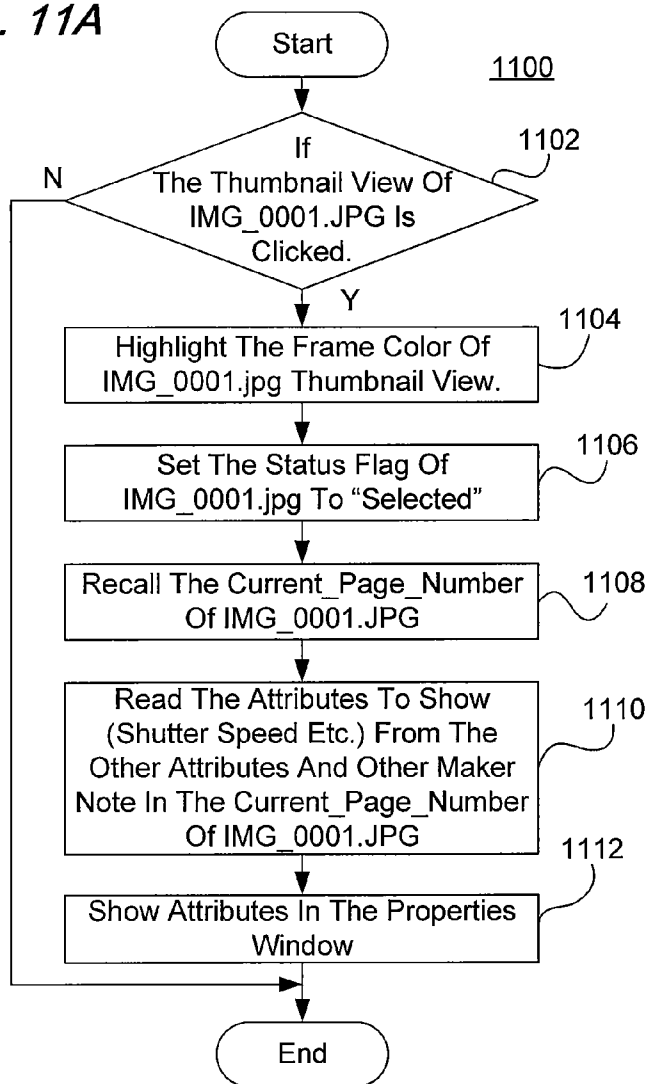 . 11A
Start
1100
If
The Thumbnail View Of
IMG_0001.JPG Is
Clicked.
1102
N
Y
Highlight The Frame Color Of
IMG_0001.jpg Thumbnail View.
1104
Set The Status Flag Of
IMG_0001.jpg To “Selected”
1106
Recall The Current_Page_Number
Of IMG_0001.JPG
1108
Read The Attributes To Show
(Shutter Speed Etc.) From The
Other Attributes And Other Maker
Note In The Current_Page_Number
Of IMG_0001.JPG
1110
Show Attributes In The Properties
Window
1112
End